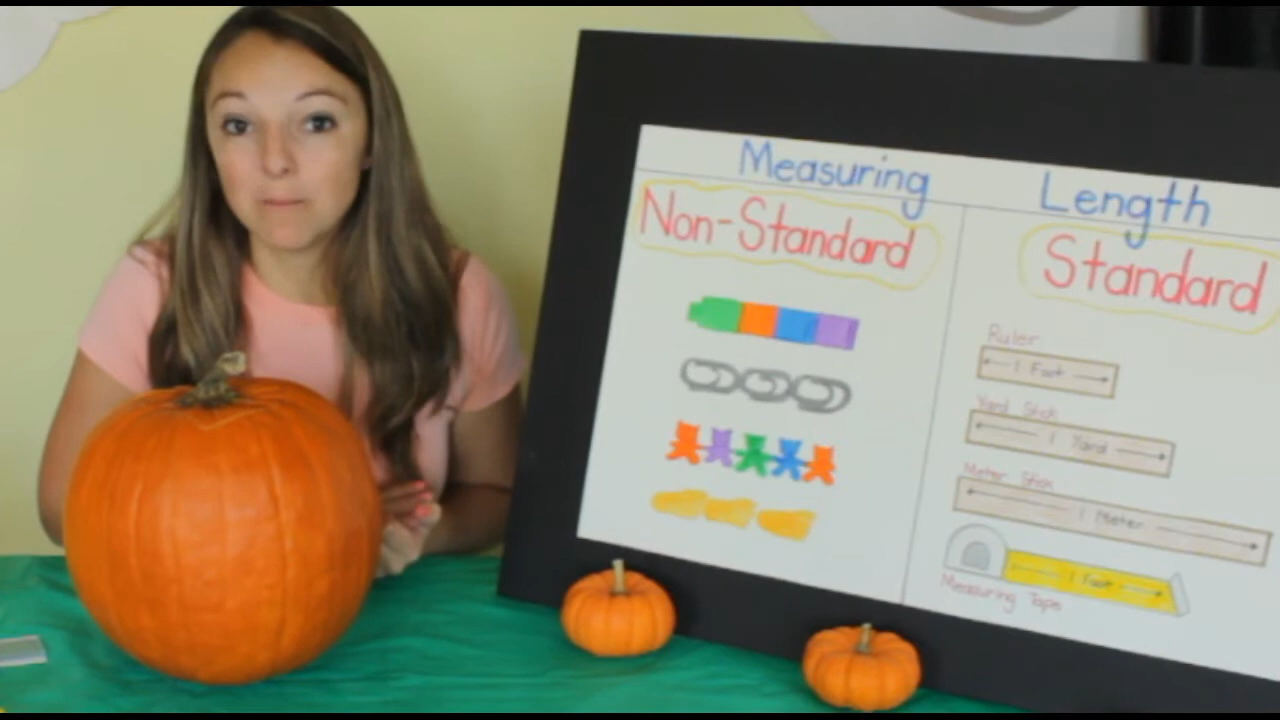 Measuring Length
Non-Standard
Standard
Ruler
1 Foot
Yard Stick
1 Yard
Meter Stick
1 Meter
1 Foot
Measuring Tape